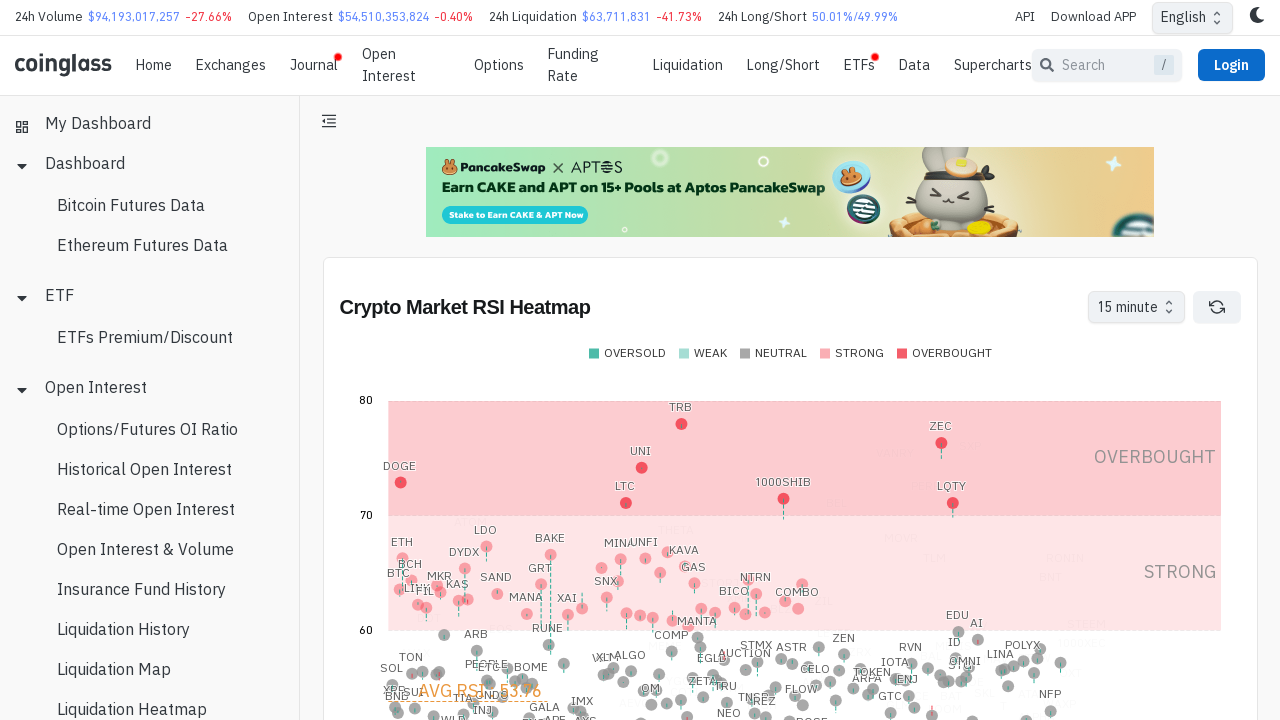 24h Volume $94,193,017,257 -27.66% Open Interest $54,510,353,824 -0.40% 24h Liquidation $63,711,831 -41.73% 24h Long/Short 50.01%/49.99% API Download APP English
coinglass Home Exchanges Journal Open Interest Options Funding Rate Liquidation Long/Short ETFs Data Supercharts Search / Login
My Dashboard
Dashboard
Bitcoin Futures Data
Ethereum Futures Data
ETF
ETFs Premium/Discount
Open Interest
Options/Futures OI Ratio
Historical Open Interest
Real-time Open Interest
Open Interest & Volume
Insurance Fund History
Liquidation History
Liquidation Map
Liquidation Heatmap
PancakeSwap × APTOS
Earn CAKE and APT on 15+ Pools at Aptos PancakeSwap
Stake to Earn CAKE & APT Now
Crypto Market RSI Heatmap 15 minute
OVERSOLD WEAK NEUTRAL STRONG OVERBOUGHT
80
TRB
ZEC
UNI
OVERBOUGHT
DOGE
LTC 1000SHIB LQTY
70
LDO
BAKE
ETH MINA UNFI
DYDX KAVA
BCH
GRT GAS
STRONG
BTC
MKR SAND SNX NTRN
FIL KAS
BICO COMBO
MANA XAI
EDU
MANTA AI
60
RUNE
ARB COMP ZEN
ID
STMX ASTR RVN POLYX
TON ALGO EGLD AUCTION LINA
IOTA OMNI
SOL PEOPLE ETC BOME CELO TOKEN
ARPA ENJ
XRP SUI AVG RSI : 53.76 OM ZETA TRU FLOW
BNB TIA ONDO TNSR REZ GTC NFP
IMX
INJ GALA NEO